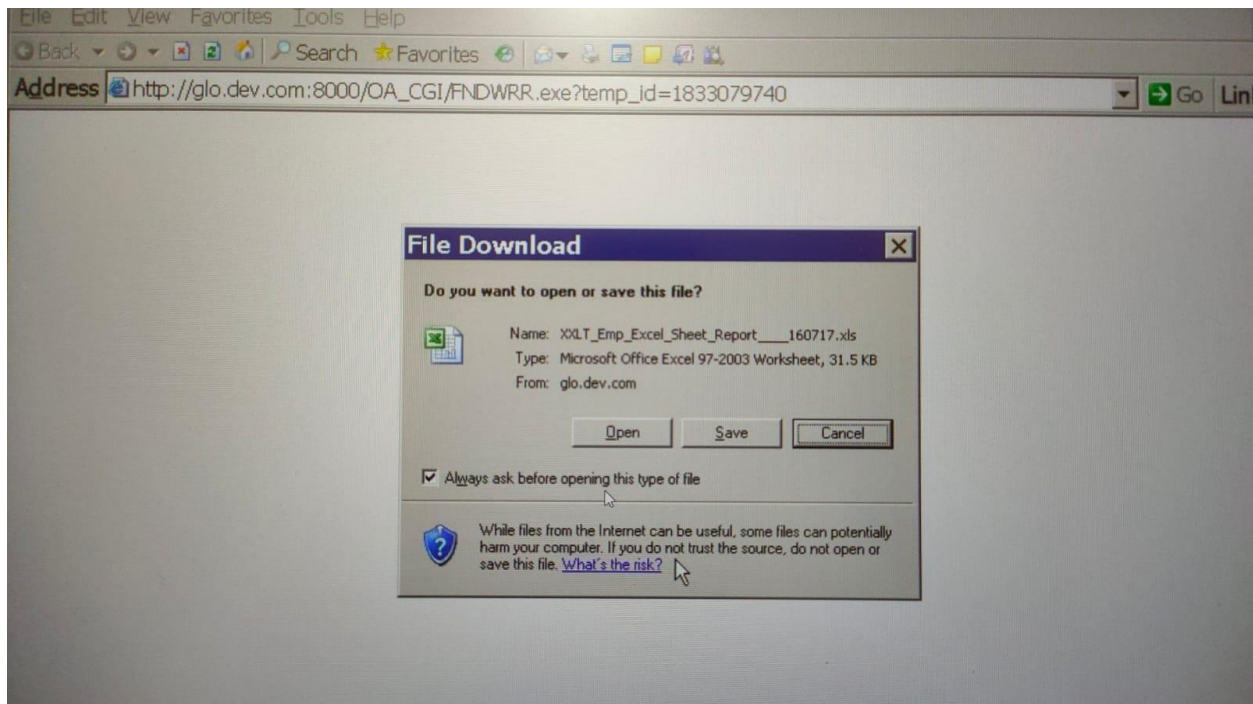 File Edit View Favorites Tools Help
Back Search Favorites
Address http://glo.dev.com:8000/OA_CGI/FNDWRR.exe?temp_id=1833079740 Go Lin
File Download
Do you want to open or save this file?
Name: XXLT_Emp_Excel_Sheet_Report____160717.xls
Type: Microsoft Office Excel 97-2003 Worksheet, 31.5 KB
From: glo.dev.com
Open Save Cancel
Always ask before opening this type of file
While files from the Internet can be useful, some files can potentially
harm your computer. If you do not trust the source, do not open or
save this file. What's the risk?